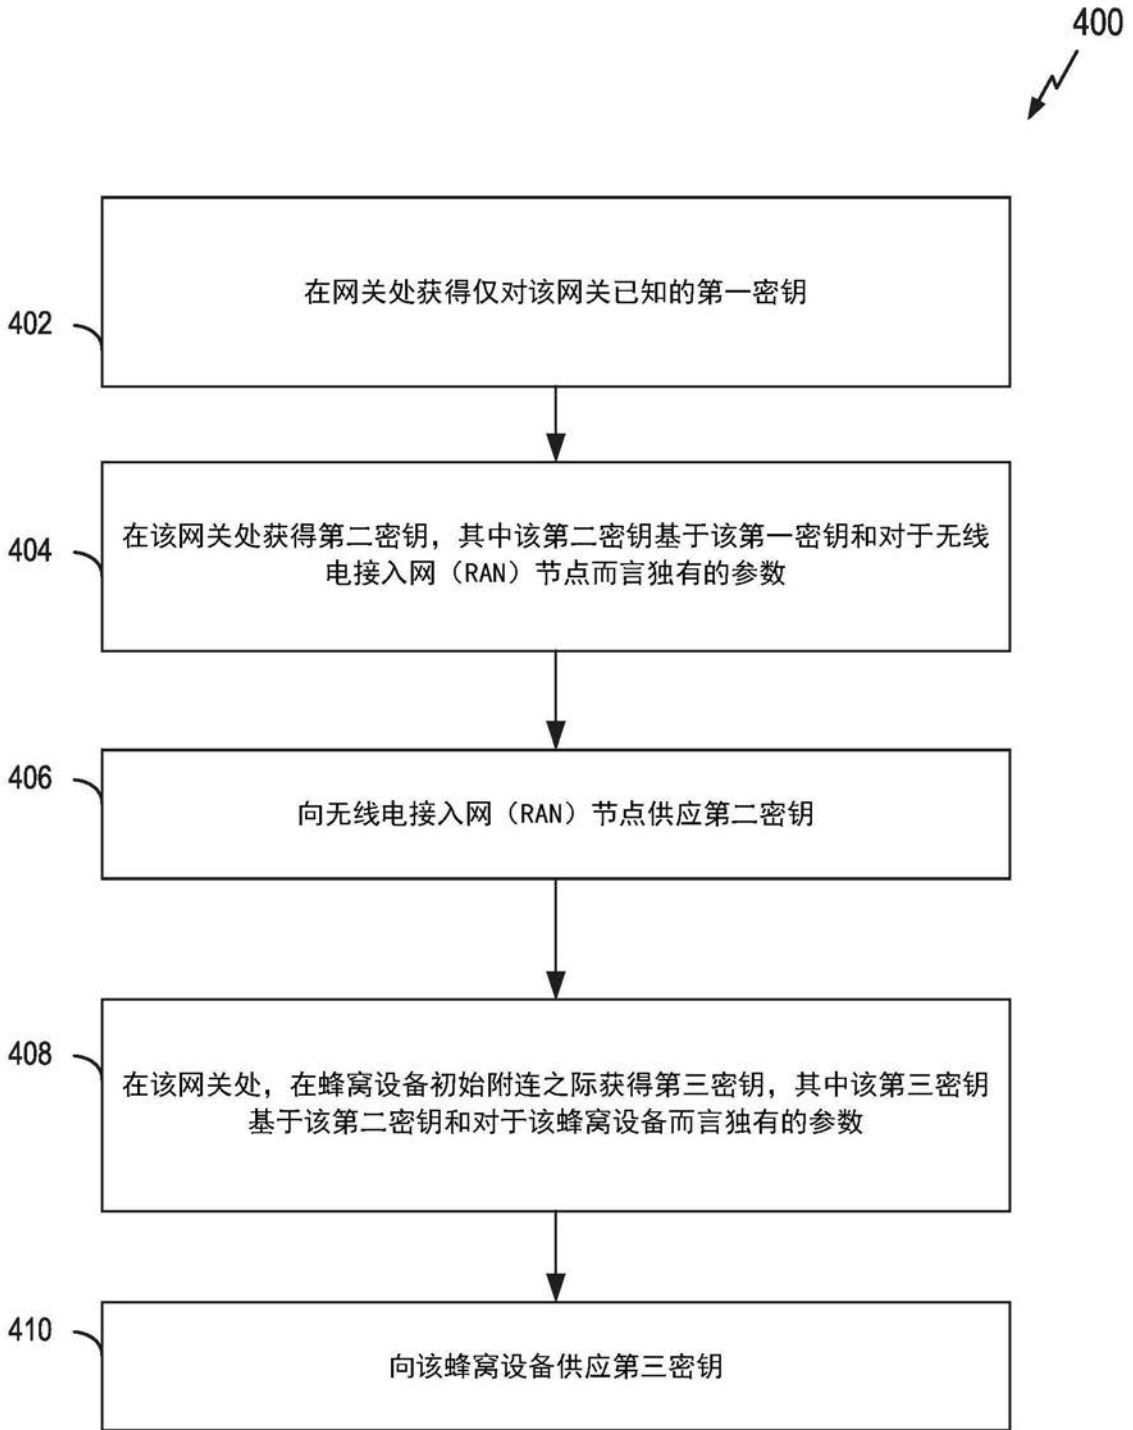 400
在网关处获得仅对该网关已知的第一密钥
402
在该网关处获得第二密钥，其中该第二密钥基于该第一密钥和对于无线
电接入网（RAN）节点而言独有的参数
404
406
向无线电接入网（RAN）节点供应第二密钥
408
在该网关处，在蜂窝设备初始附连之际获得第三密钥，其中该第三密钥
基于该第二密钥和对于该蜂窝设备而言独有的参数
410
向该蜂窝设备供应第三密钥